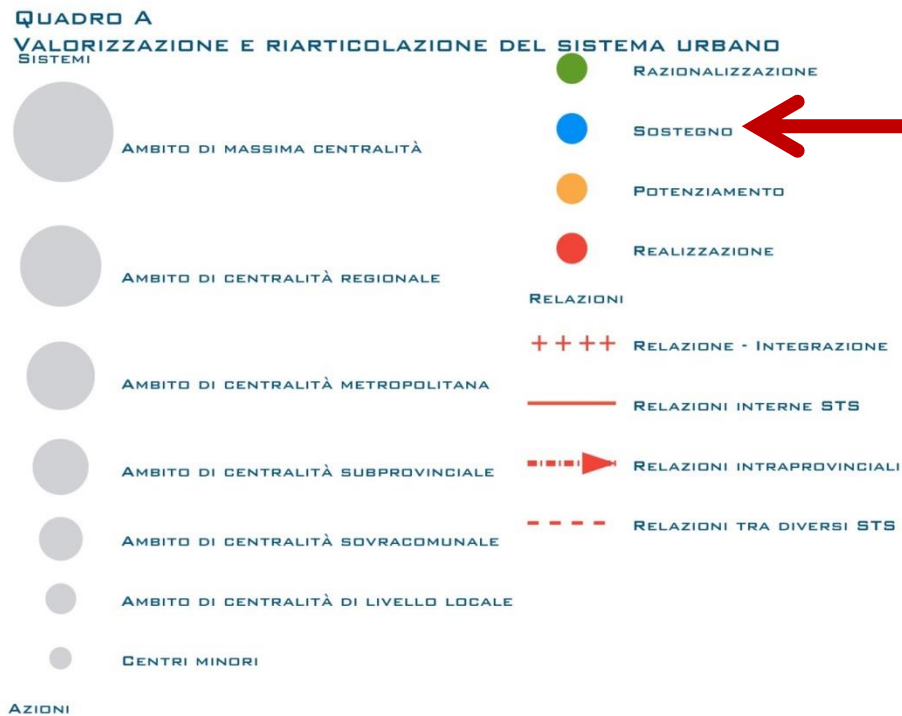 QUADRO A
VALORIZZAZIONE E RIARTICOLAZIONE DEL SISTEMA URBANO
SISTEMI
AMBITO DI MASSIMA CENTRALITÀ
AMBITO DI CENTRALITÀ REGIONALE
AMBITO DI CENTRALITÀ METROPOLITANA
AMBITO DI CENTRALITÀ SUBPROVINCIALE
AMBITO DI CENTRALITÀ SOVRACOMUNALE
AMBITO DI CENTRALITÀ DI LIVELLO LOCALE
CENTRI MINORI
AZIONI
RAZIONALIZZAZIONE
SOSTEGNO
POTENZIAMENTO
REALIZZAZIONE
RELAZIONI
RELAZIONE - INTEGRAZIONE
RELAZIONI INTERNE STS
RELAZIONI INTRAPROVINCIALI
RELAZIONI TRA DIVERSI STS